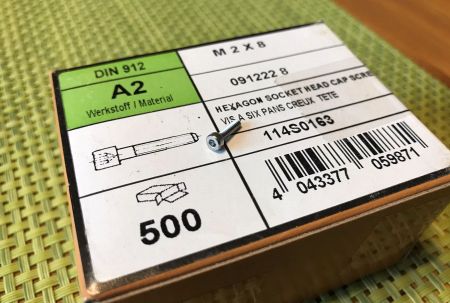 DIN 912
A2
Werkstoff / Material
500
M 2 X 8
091222 8
HEXAGON SOCKET HEAD CAP SCRE
VIS A SIX PANS CREUX TETE
114S0163
4 043377 059871